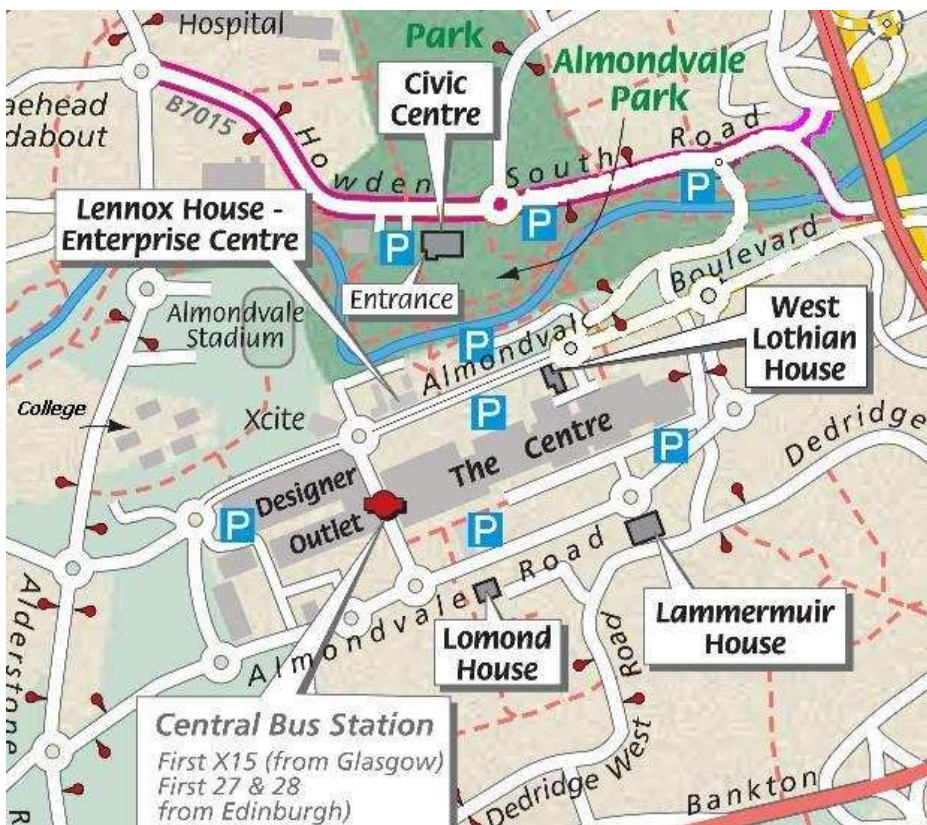 Hospital
Park
Almondvale
Park
Civic
Centre
aehead
dabout
B7015
Howden South Road
P
P
P
Lennox House -
Enterprise Centre
Entrance
Boulevard
Almondvale
West
Lothian
House
Almondvale
Stadium
P
College
Xcite
P
The Centre
P
Dedridge
Designer
Outlet
P
P
Almondvale Road
Lomond
House
Lammermuir
House
Alderstone
R
Road
Dedridge West
Bankton
Central Bus Station
First X15 (from Glasgow)
First 27 & 28
from Edinburgh)